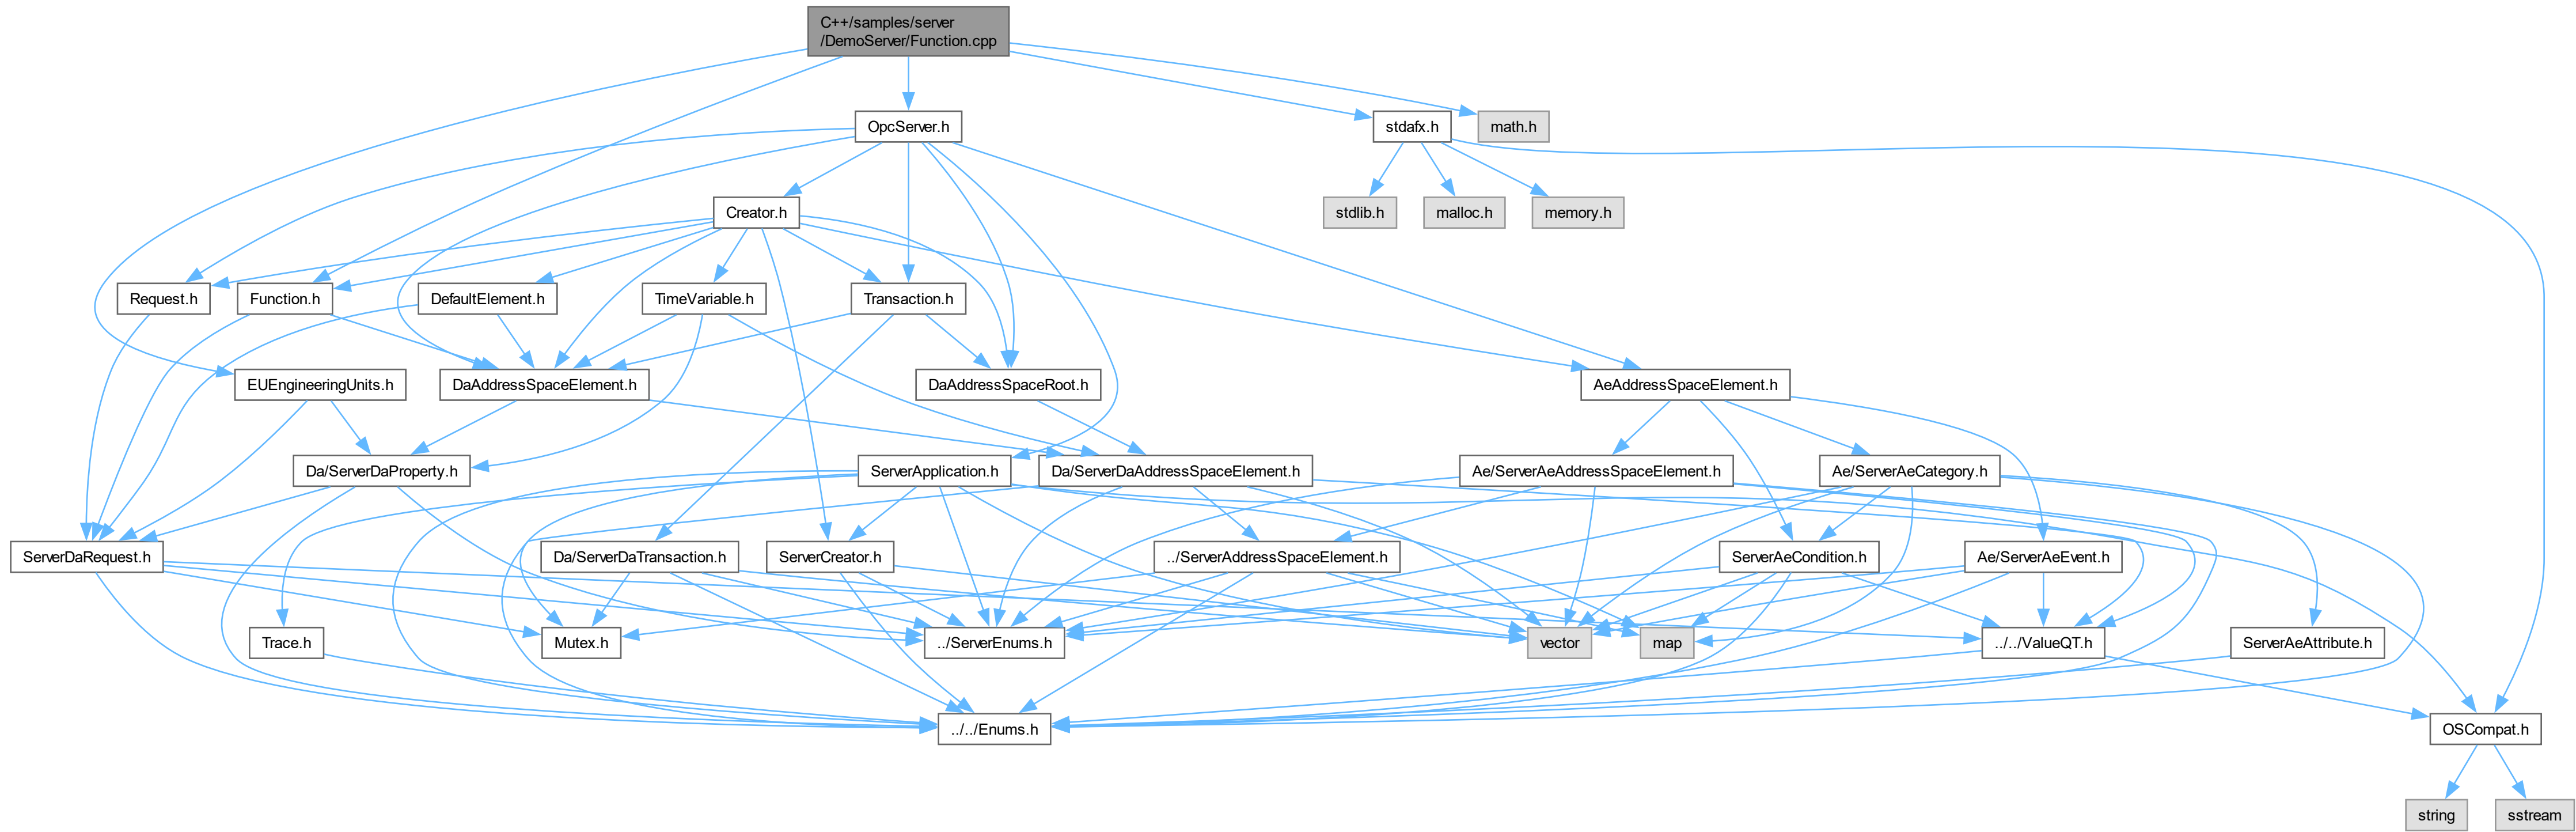 C++/samples/server
/DemoServer/Function.cpp
OpcServer.h
stdafx.h
math.h
Creator.h
stdlib.h
malloc.h
memory.h
Request.h
Function.h
DefaultElement.h
TimeVariable.h
Transaction.h
EUEngineeringUnits.h
DaAddressSpaceElement.h
DaAddressSpaceRoot.h
AeAddressSpaceElement.h
Da/ServerDaProperty.h
ServerApplication.h
Da/ServerDaAddressSpaceElement.h
Ae/ServerAeAddressSpaceElement.h
Ae/ServerAeCategory.h
ServerDaRequest.h
Da/ServerDaTransaction.h
ServerCreator.h
../ServerAddressSpaceElement.h
ServerAeCondition.h
Ae/ServerAeEvent.h
Trace.h
Mutex.h
../ServerEnums.h
vector
map
../../ValueQT.h
ServerAeAttribute.h
../../Enums.h
OSCompat.h
string
sstream